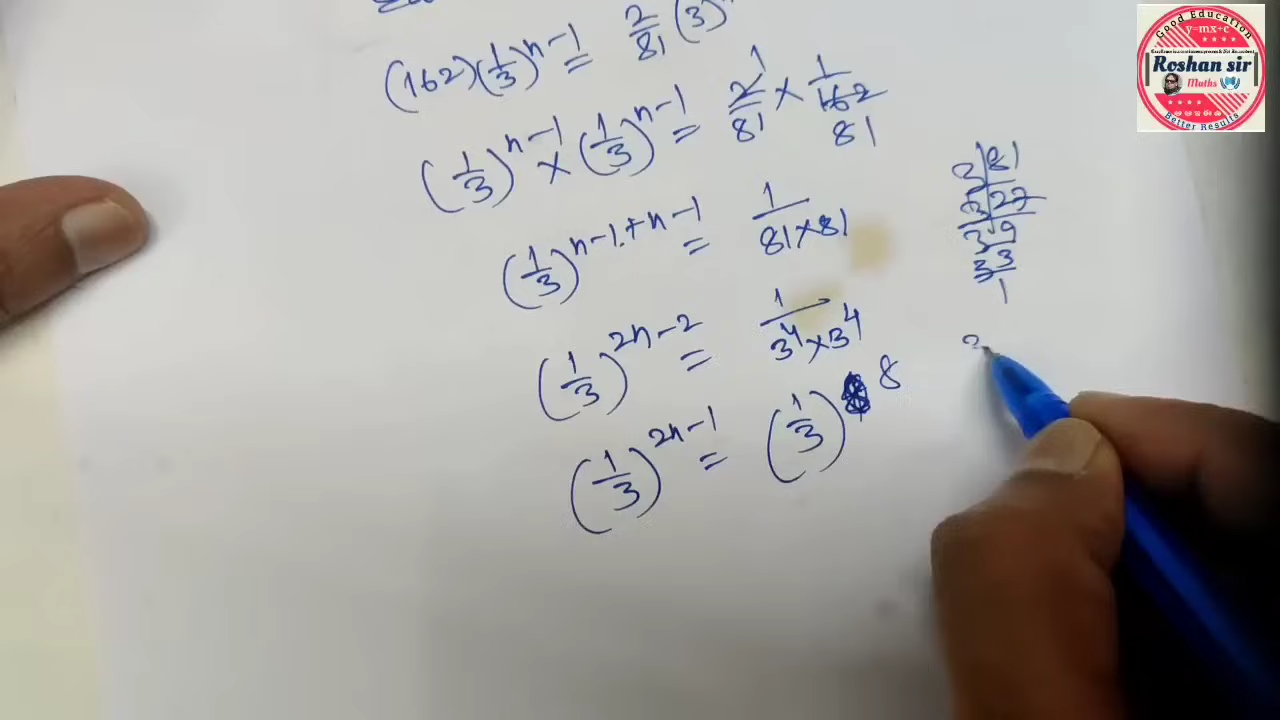 (162)(1/3)^n-1 = 2/81 (3)
(1/3)^n-1 × (1/3)^n-1 = 2/81 × 1/162
1
81
(1/3)^n-1+n-1 = 1/81×81
(1/3)^2n-2 = 1/3^4×3^4
(1/3)^2n-1 = (1/3)^8
3|81
3|27
3|9
3|3
1
Good Education
y=mx+c
Roshan sir
Maths
Better Results